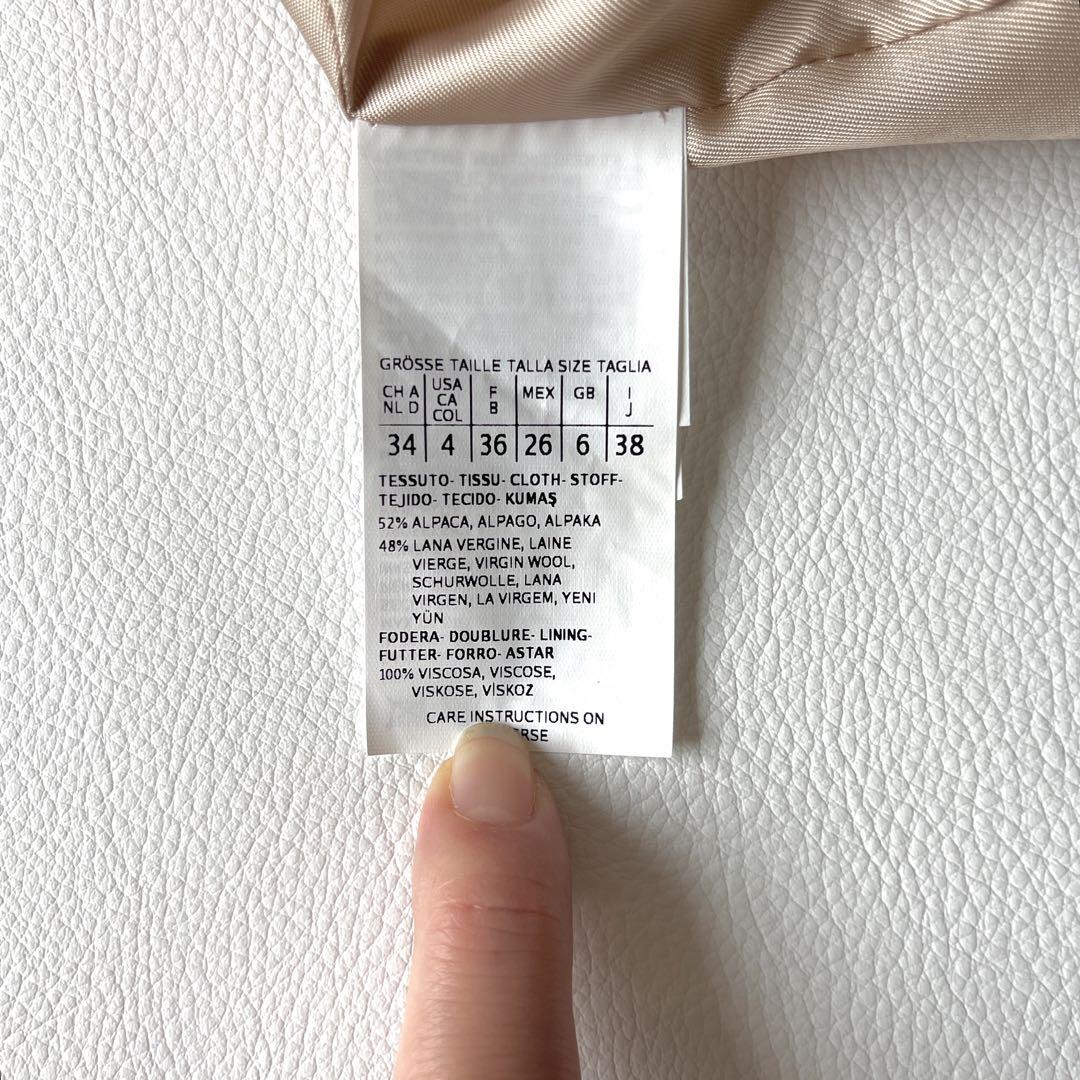 GRÖSSE TAILLE TALLA SIZE TAGLIA
CH A NL D | USA CA COL | F B | MEX | GB | I J
34 | 4 | 36 | 26 | 6 | 38
TESSUTO- TISSU- CLOTH- STOFF-
TEJIDO- TECIDO- KUMAŞ
52% ALPACA, ALPAGO, ALPAKA
48% LANA VERGINE, LAINE
VIERGE, VIRGIN WOOL,
SCHURWOLLE, LANA
VIRGEN, LA VIRGEM, YENI
YÜN
FODERA- DOUBLURE- LINING-
FUTTER- FORRO- ASTAR
100% VISCOSA, VISCOSE,
VISKOSE, VİSKOZ
CARE INSTRUCTIONS ON